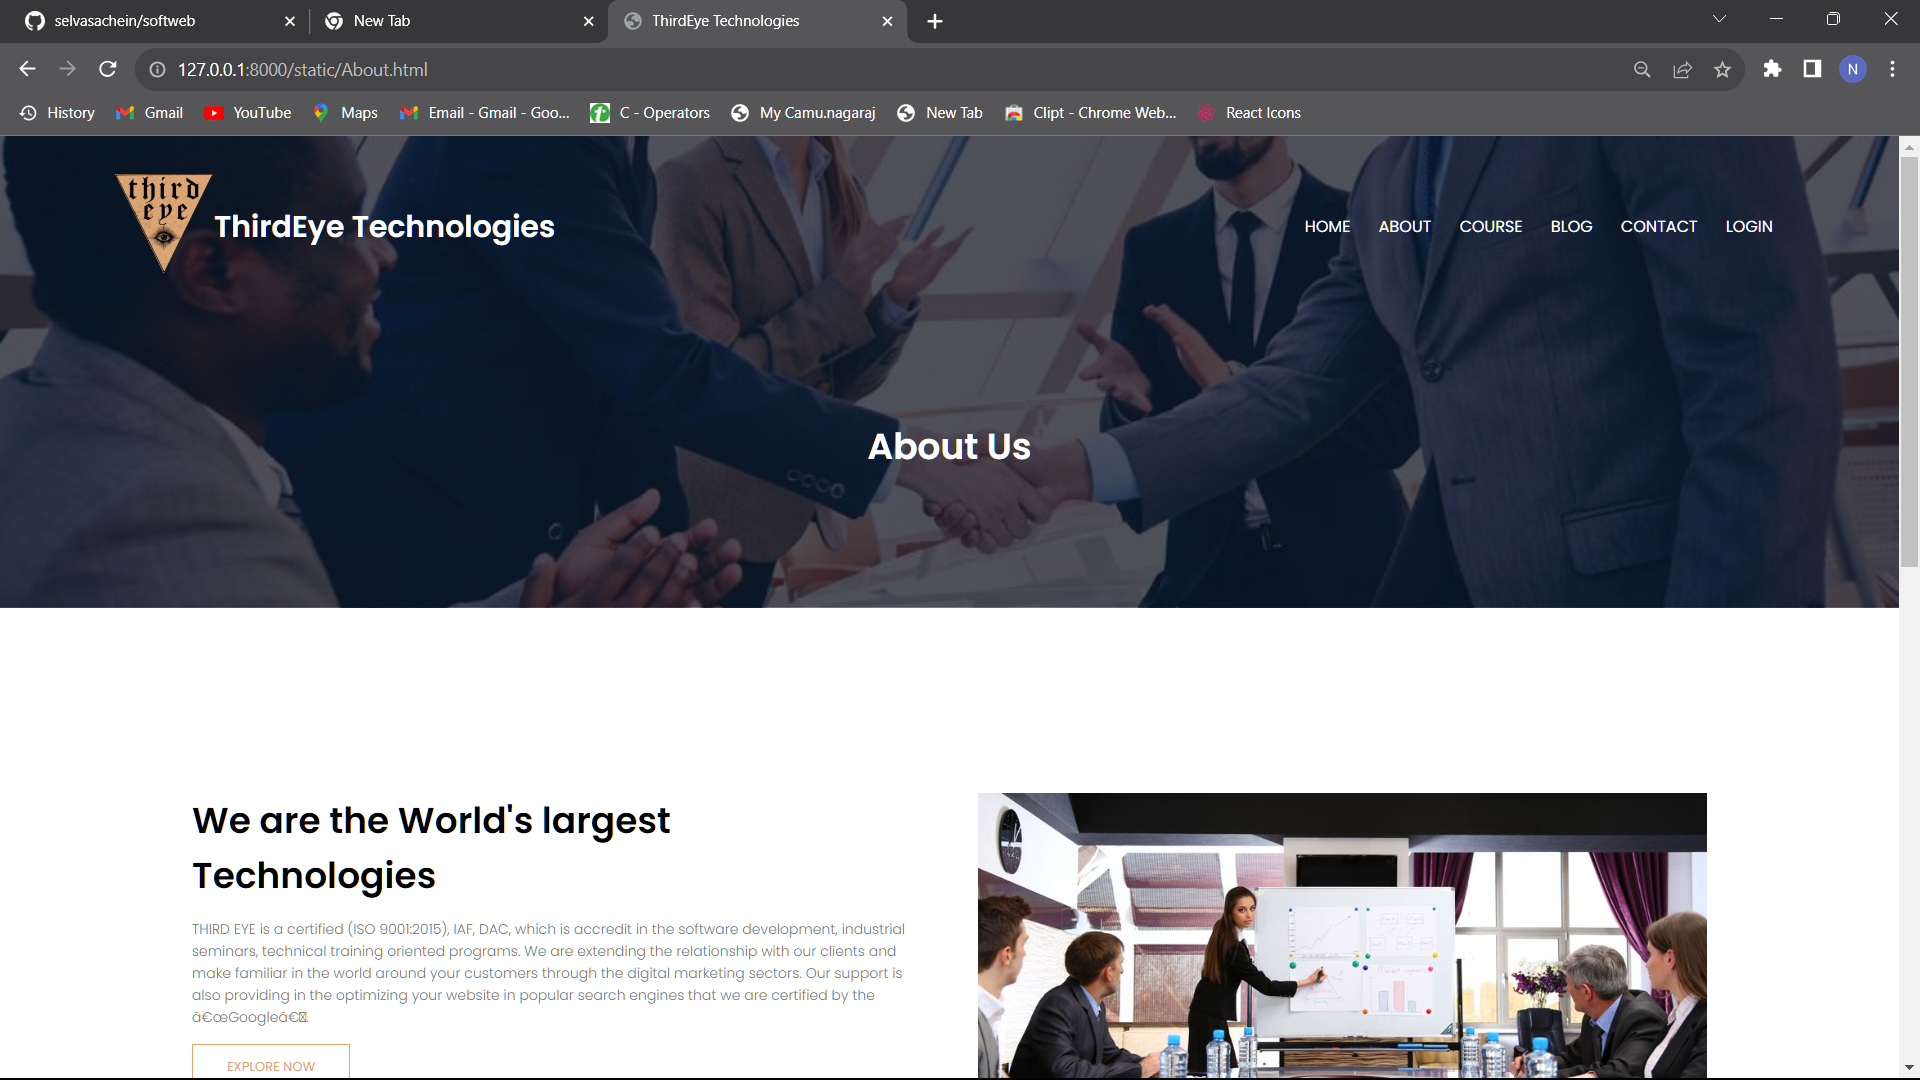 selvasachein/softweb
New Tab
ThirdEye Technologies
127.0.0.1:8000/static/About.html
N
History
Gmail
YouTube
Maps
Email - Gmail - Goo...
C - Operators
My Camu.nagaraj
New Tab
Clipt - Chrome Web...
React Icons
third
eye
ThirdEye Technologies
HOME
ABOUT
COURSE
BLOG
CONTACT
LOGIN
About Us
We are the World's largest
Technologies
THIRD EYE is a certified (ISO 9001:2015), IAF, DAC, which is accredit in the software development, industrial
seminars, technical training oriented programs. We are extending the relationship with our clients and
make familiar in the world around your customers through the digital marketing sectors. Our support is
also providing in the optimizing your website in popular search engines that we are certified by the
â€œGoogleâ€.
EXPLORE NOW